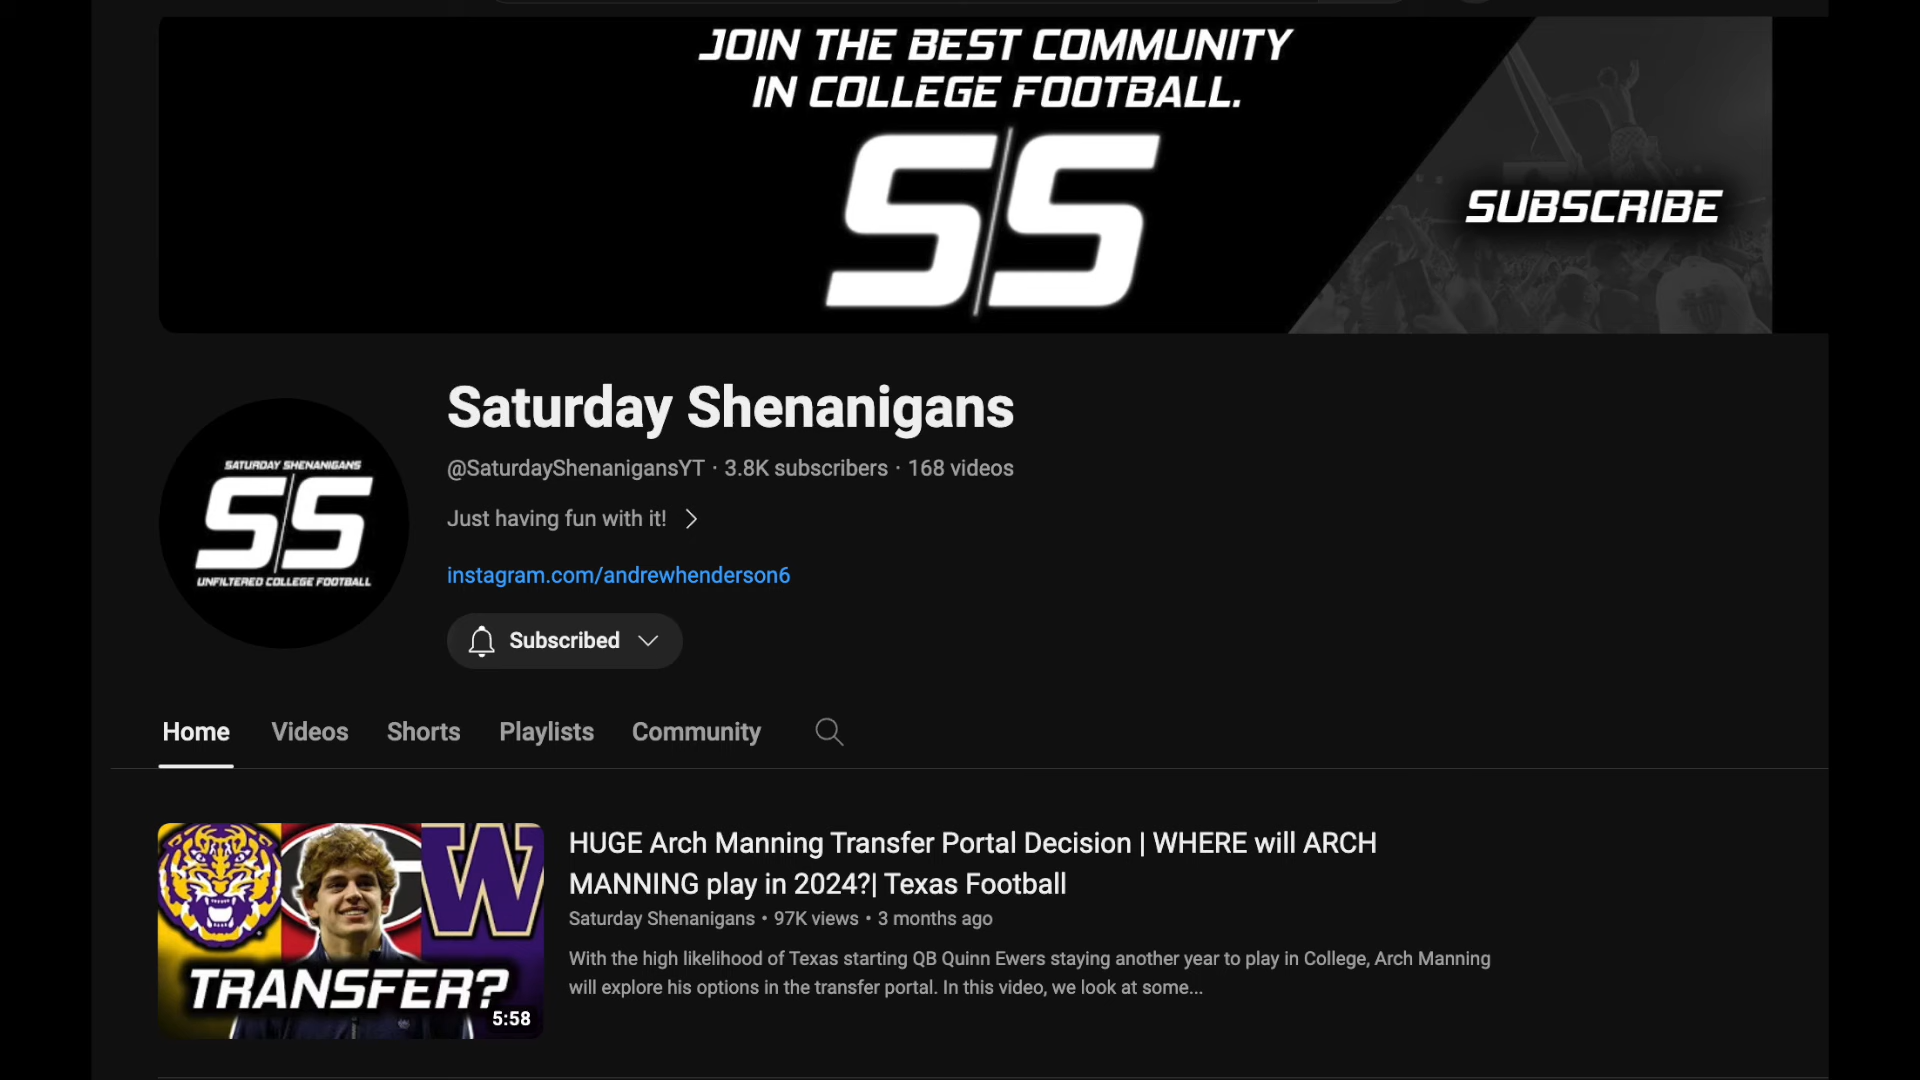 JOIN THE BEST COMMUNITY
IN COLLEGE FOOTBALL.
S/S
SUBSCRIBE
Saturday Shenanigans
@SaturdayShenanigansYT · 3.8K subscribers · 168 videos
Just having fun with it!
instagram.com/andrewhenderson6
Subscribed
SATURDAY SHENANIGANS
S/S
UNFILTERED COLLEGE FOOTBALL
Home Videos Shorts Playlists Community
HUGE Arch Manning Transfer Portal Decision | WHERE will ARCH
MANNING play in 2024?| Texas Football
Saturday Shenanigans • 97K views • 3 months ago
With the high likelihood of Texas starting QB Quinn Ewers staying another year to play in College, Arch Manning
will explore his options in the transfer portal. In this video, we look at some...
W
TRANSFER?
5:58